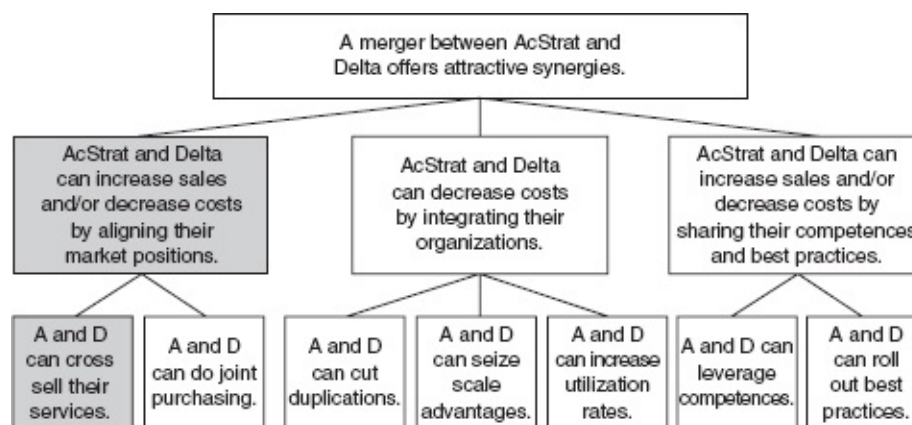 A merger between AcStrat and
Delta offers attractive synergies.
AcStrat and Delta
can increase sales
and/or decrease costs
by aligning their
market positions.
AcStrat and Delta
can decrease costs
by integrating their
organizations.
AcStrat and Delta can
increase sales and/or
decrease costs by
sharing their competences
and best practices.
A and D
can cross
sell their
services.
A and D
can do joint
purchasing.
A and D
can cut
duplications.
A and D
can seize
scale
advantages.
A and D
can increase
utilization
rates.
A and D can
leverage
competences.
A and D
can roll
out best
practices.